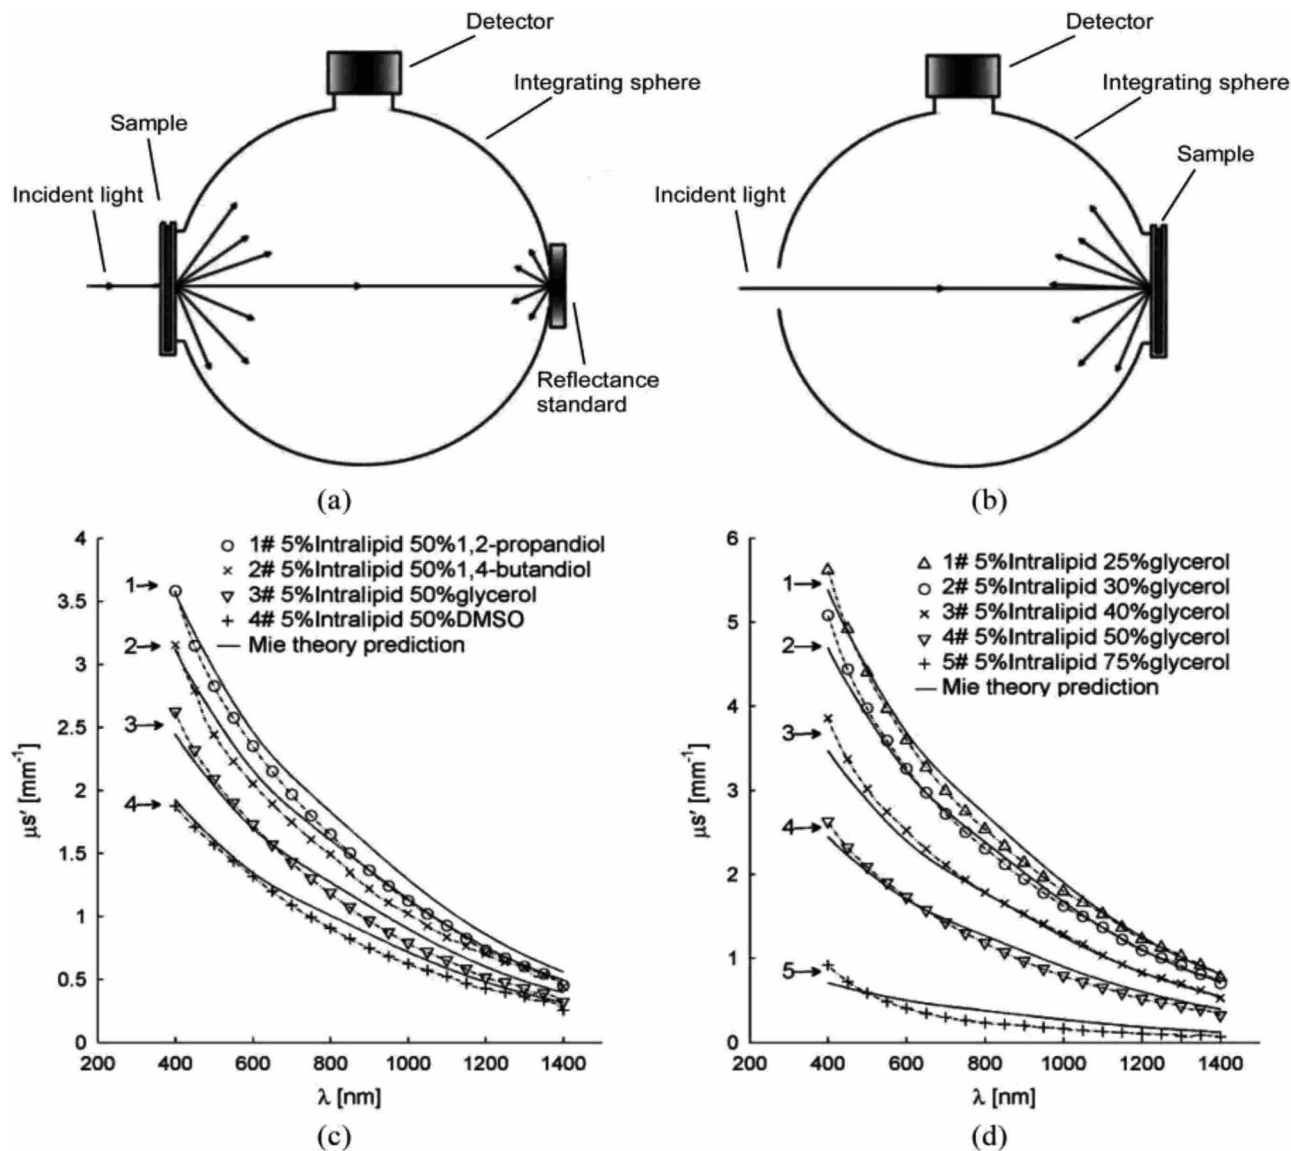 Detector
Integrating sphere
Sample
Incident light
Reflectance
standard
(a)
Detector
Integrating sphere
Sample
Incident light
(b)
4
3.5
3
2.5
2
1.5
1
0.5
0
μs′ [mm⁻¹]
1
2
3
4
1# 5%Intralipid 50%1,2-propandiol
2# 5%Intralipid 50%1,4-butandiol
3# 5%Intralipid 50%glycerol
4# 5%Intralipid 50%DMSO
Mie theory prediction
200 400 600 800 1000 1200 1400
λ [nm]
(c)
6
5
4
3
2
1
0
μs′ [mm⁻¹]
1
2
3
4
5
1# 5%Intralipid 25%glycerol
2# 5%Intralipid 30%glycerol
3# 5%Intralipid 40%glycerol
4# 5%Intralipid 50%glycerol
5# 5%Intralipid 75%glycerol
Mie theory prediction
200 400 600 800 1000 1200 1400
λ [nm]
(d)